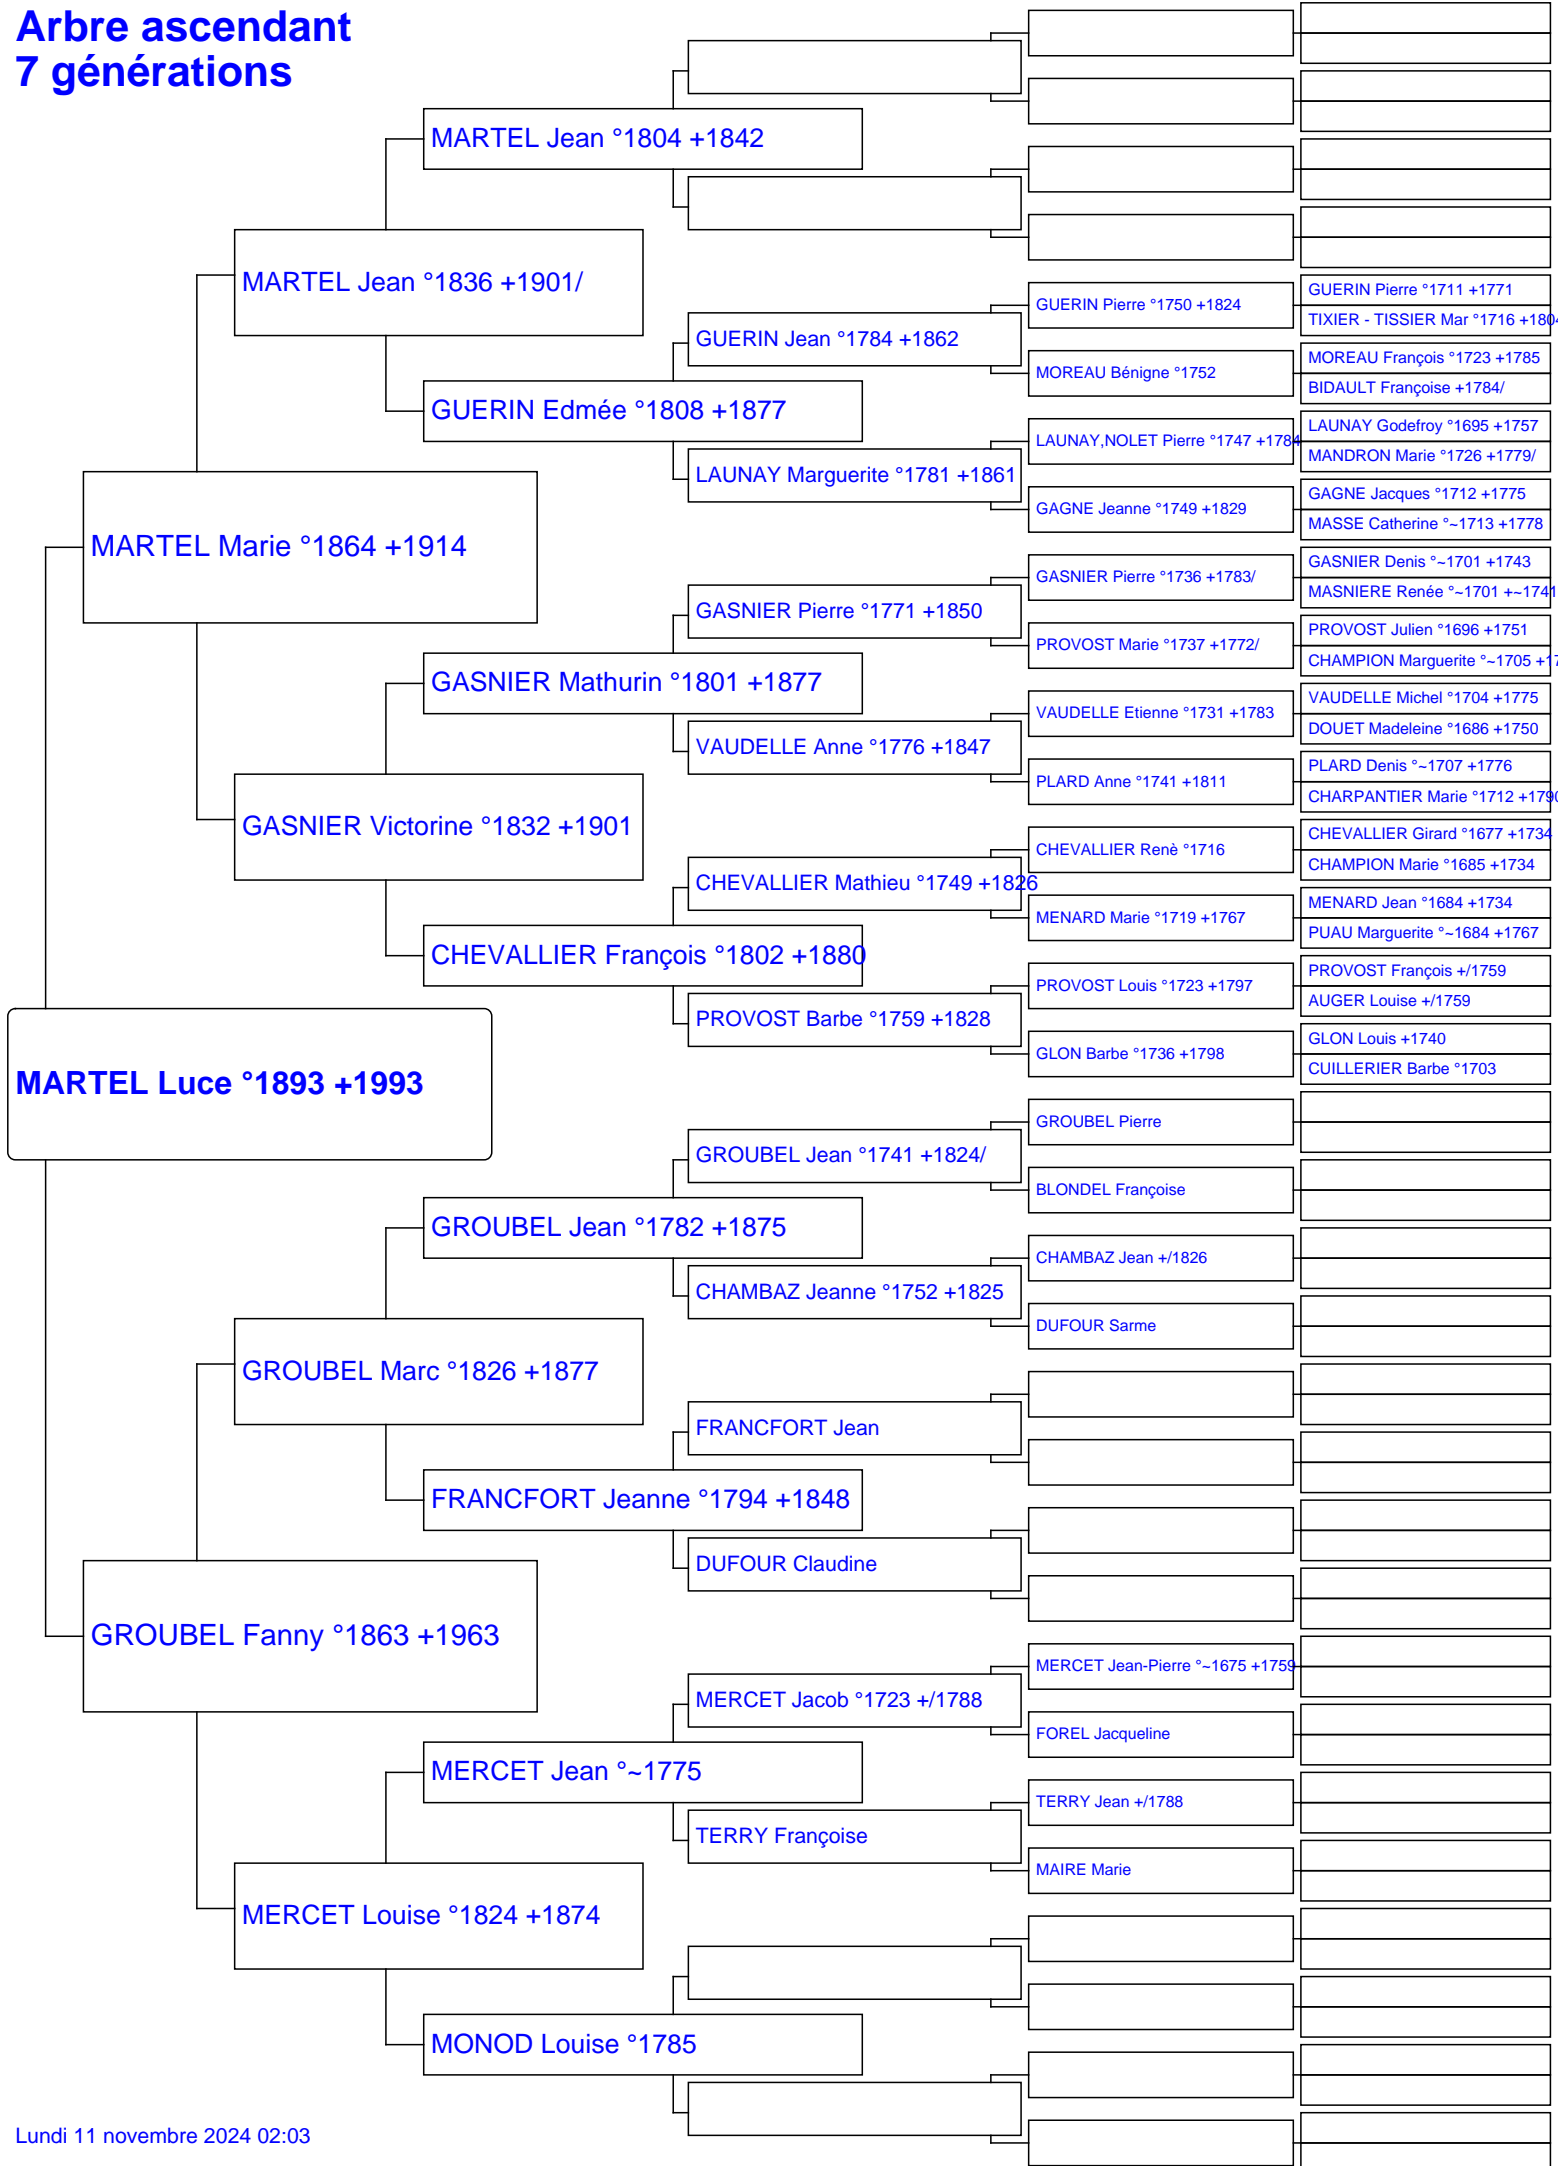 Arbre ascendant
7 générations
MARTEL Jean °1804 +1842
MARTEL Jean °1836 +1901/
GUERIN Pierre °1711 +1771
GUERIN Pierre °1750 +1824
TIXIER - TISSIER Mar °1716 +1804
GUERIN Jean °1784 +1862
MOREAU François °1723 +1785
MOREAU Bénigne °1752
BIDAULT Françoise +1784/
GUERIN Edmée °1808 +1877
LAUNAY Godefroy °1695 +1757
LAUNAY,NOLET Pierre °1747 +1784
MANDRON Marie °1726 +1779/
LAUNAY Marguerite °1781 +1861
GAGNE Jacques °1712 +1775
GAGNE Jeanne °1749 +1829
MASSE Catherine °~1713 +1778
MARTEL Marie °1864 +1914
GASNIER Denis °~1701 +1743
GASNIER Pierre °1736 +1783/
MASNIERE Renée °~1701 +~1741
GASNIER Pierre °1771 +1850
PROVOST Julien °1696 +1751
PROVOST Marie °1737 +1772/
CHAMPION Marguerite °~1705 +17
GASNIER Mathurin °1801 +1877
VAUDELLE Michel °1704 +1775
VAUDELLE Etienne °1731 +1783
DOUET Madeleine °1686 +1750
VAUDELLE Anne °1776 +1847
PLARD Denis °~1707 +1776
PLARD Anne °1741 +1811
CHARPANTIER Marie °1712 +1790
GASNIER Victorine °1832 +1901
CHEVALLIER Girard °1677 +1734
CHEVALLIER Renè °1716
CHAMPION Marie °1685 +1734
CHEVALLIER Mathieu °1749 +1826
MENARD Jean °1684 +1734
MENARD Marie °1719 +1767
PUAU Marguerite °~1684 +1767
CHEVALLIER François °1802 +1880
PROVOST François +/1759
PROVOST Louis °1723 +1797
AUGER Louise +/1759
PROVOST Barbe °1759 +1828
GLON Louis +1740
GLON Barbe °1736 +1798
CUILLERIER Barbe °1703
MARTEL Luce °1893 +1993
GROUBEL Pierre
GROUBEL Jean °1741 +1824/
BLONDEL Françoise
GROUBEL Jean °1782 +1875
CHAMBAZ Jean +/1826
CHAMBAZ Jeanne °1752 +1825
DUFOUR Sarme
GROUBEL Marc °1826 +1877
FRANCFORT Jean
FRANCFORT Jeanne °1794 +1848
DUFOUR Claudine
GROUBEL Fanny °1863 +1963
MERCET Jean-Pierre °~1675 +1759
MERCET Jacob °1723 +/1788
FOREL Jacqueline
MERCET Jean °~1775
TERRY Jean +/1788
TERRY Françoise
MAIRE Marie
MERCET Louise °1824 +1874
MONOD Louise °1785
Lundi 11 novembre 2024 02:03